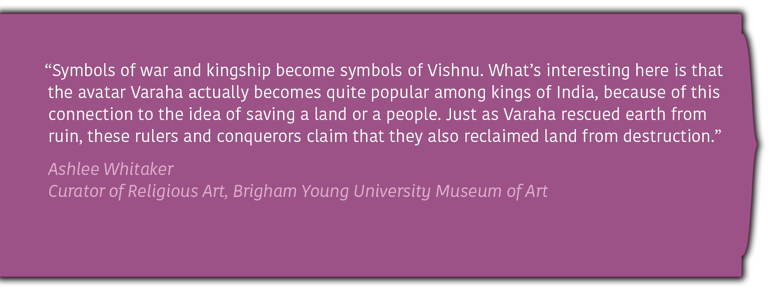 “Symbols of war and kingship become symbols of Vishnu. What’s interesting here is that
the avatar Varaha actually becomes quite popular among kings of India, because of this
connection to the idea of saving a land or a people. Just as Varaha rescued earth from
ruin, these rulers and conquerors claim that they also reclaimed land from destruction.”
Ashlee Whitaker
Curator of Religious Art, Brigham Young University Museum of Art